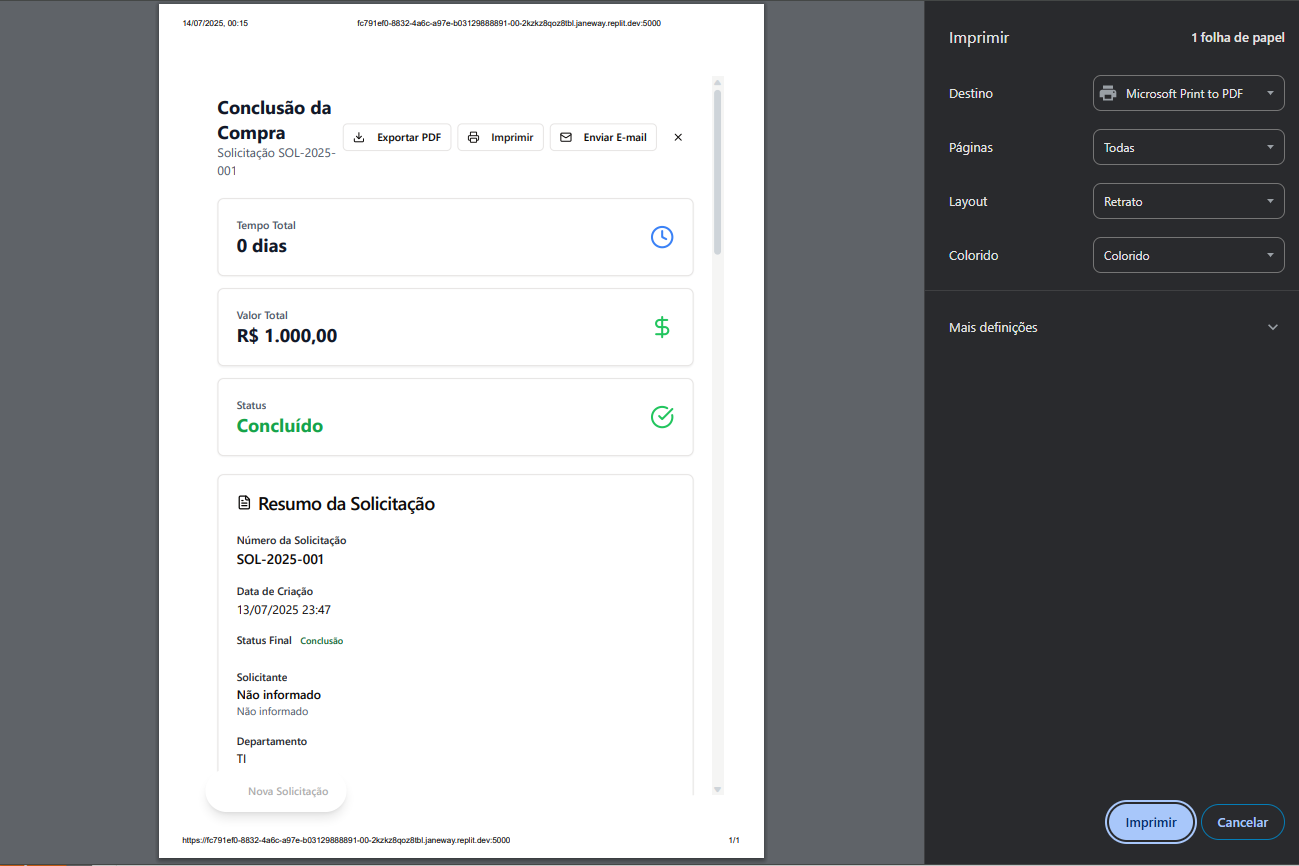 14/07/2025, 00:15
fc791ef0-8832-4a6c-a97e-b03129888891-00-2kzkz8qoz8tbl.janeway.replit.dev:5000
Conclusão da
Compra
Solicitação SOL-2025-
001
Exportar PDF
Imprimir
Enviar E-mail
Tempo Total
0 dias
Valor Total
R$ 1.000,00
Status
Concluído
Resumo da Solicitação
Número da Solicitação
SOL-2025-001
Data de Criação
13/07/2025 23:47
Status Final Conclusão
Solicitante
Não informado
Não informado
Departamento
TI
Nova Solicitação
https://fc791ef0-8832-4a6c-a97e-b03129888891-00-2kzkz8qoz8tbl.janeway.replit.dev:5000
1/1
Imprimir
1 folha de papel
Destino
Microsoft Print to PDF
Páginas
Todas
Layout
Retrato
Colorido
Colorido
Mais definições
Imprimir
Cancelar